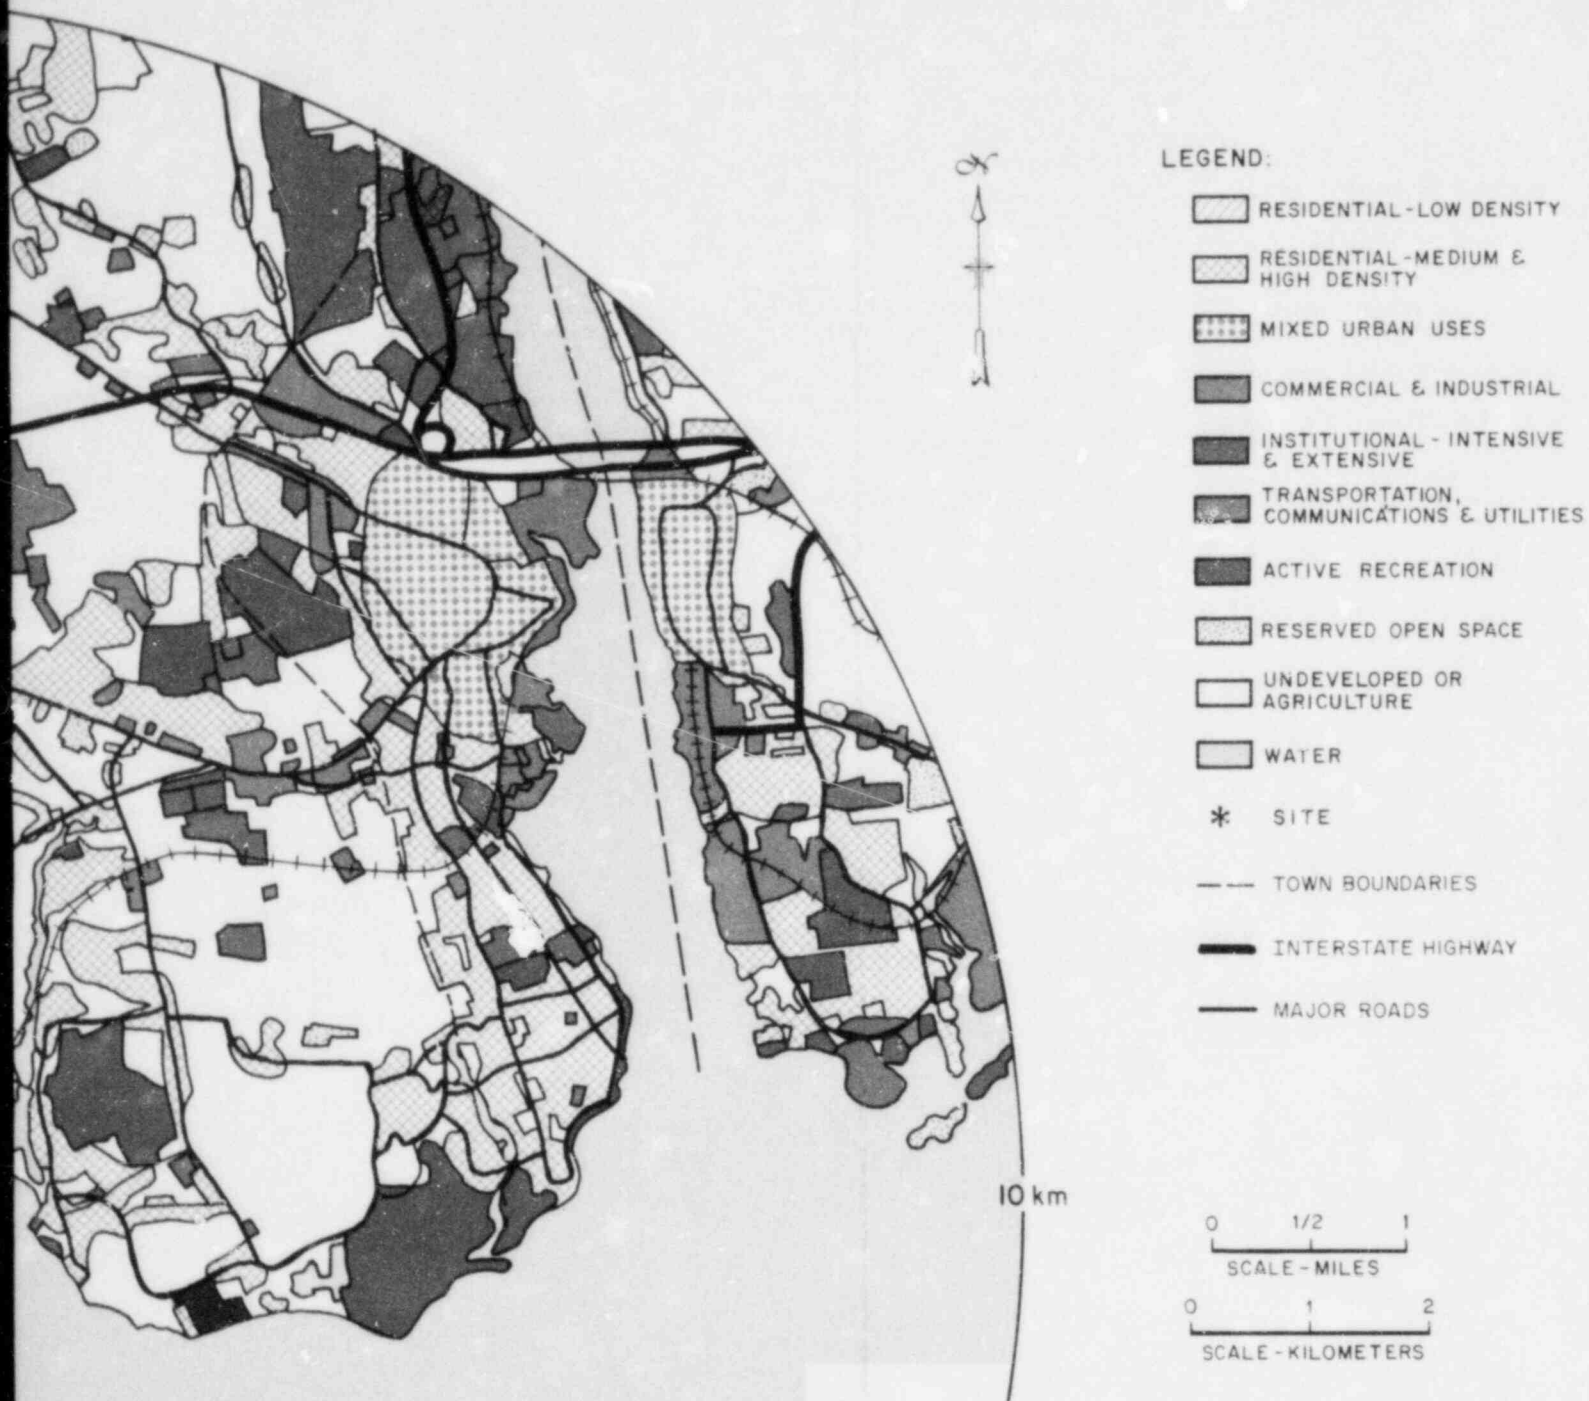 N
LEGEND:
RESIDENTIAL-LOW DENSITY
RESIDENTIAL-MEDIUM &
HIGH DENSITY
MIXED URBAN USES
COMMERCIAL & INDUSTRIAL
INSTITUTIONAL-INTENSIVE
& EXTENSIVE
TRANSPORTATION,
COMMUNICATIONS & UTILITIES
ACTIVE RECREATION
RESERVED OPEN SPACE
UNDEVELOPED OR
AGRICULTURE
WATER
* SITE
TOWN BOUNDARIES
INTERSTATE HIGHWAY
MAJOR ROADS
10 km
0 1/2 1
SCALE-MILES
0 1 2
SCALE-KILOMETERS